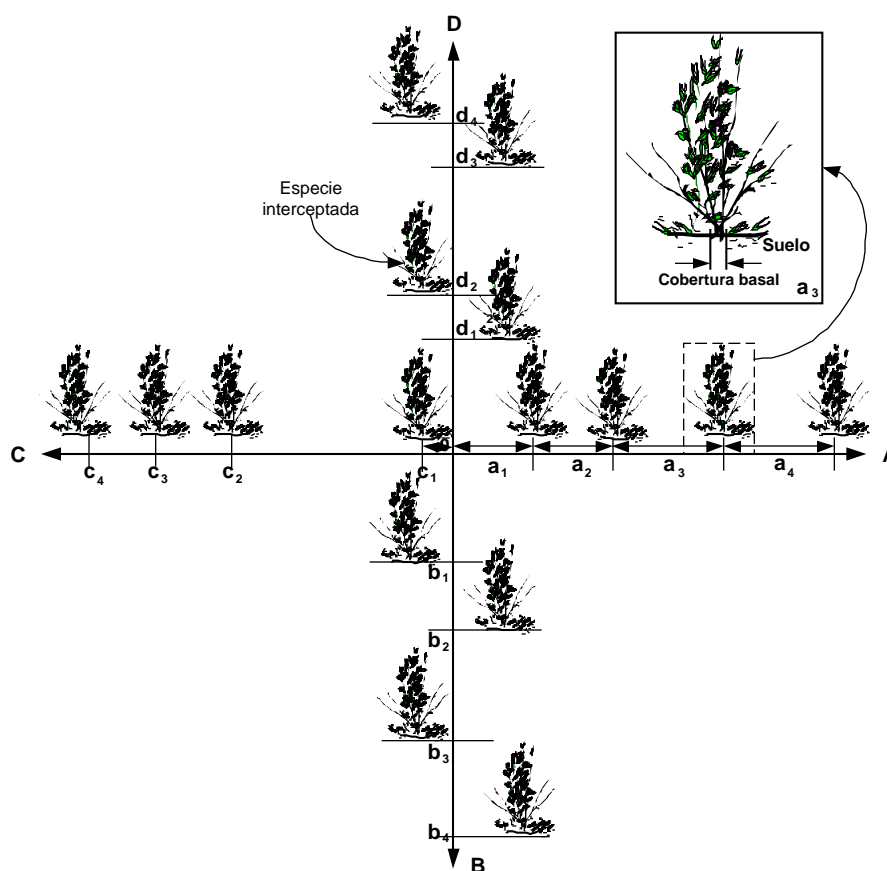 D
d4
d3
Especie
interceptada
d2
d1
Suelo
Cobertura basal
a3
C
c4
c3
c2
c1
a1
a2
a3
a4
A
b1
b2
b3
b4
B